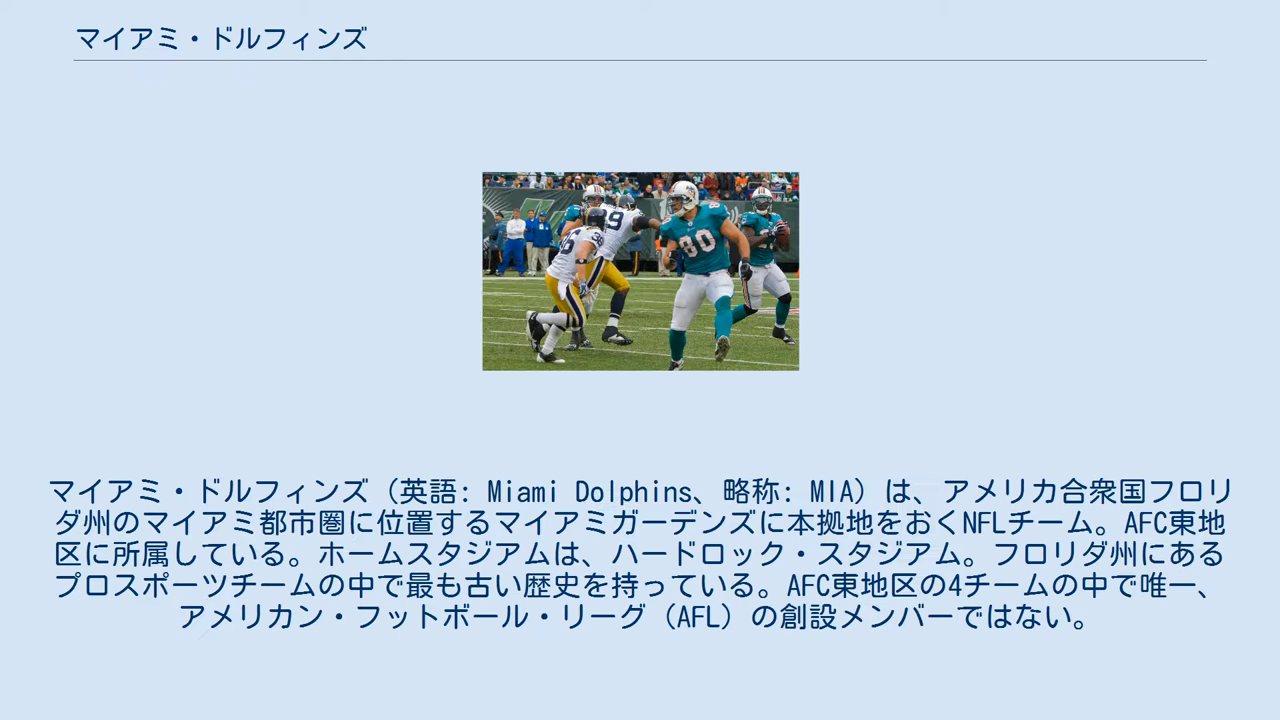 マイアミ・ドルフィンズ
80
39
マイアミ・ドルフィンズ（英語: Miami Dolphins、略称: MIA）は、アメリカ合衆国フロリ
ダ州のマイアミ都市圏に位置するマイアミガーデンズに本拠地をおくNFLチーム。AFC東地
区に所属している。ホームスタジアムは、ハードロック・スタジアム。フロリダ州にある
プロスポーツチームの中で最も古い歴史を持っている。AFC東地区の4チームの中で唯一、
アメリカン・フットボール・リーグ（AFL）の創設メンバーではない。